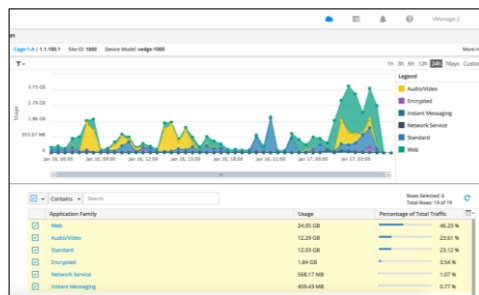 vManage-2
PI
Cage-1-A | 1.1.100.1 Site ID: 1000 Device Model: vedge-1000 More In
1h 3h 6h 12h 24h 7days Custo
Legend
Audio/Video
Encrypted
Instant Messaging
Network Service
Standard
Web
Usage
3.73 GB
2.79 GB
1.86 GB
953.67 MB
0
Jan 16, 06:00 Jan 16, 09:00 Jan 16, 12:00 Jan 16, 15:00 Jan 16, 18:00 Jan 16, 21:00 Jan 17, 00:00 Jan 17, 03:00
Contains Search
Rows Selected: 6
Total Rows: 19 of 19
Application Family Usage Percentage of Total Traffic
Web 24.05 GB 46.23 %
Audio/Video 12.29 GB 23.61 %
Standard 12.03 GB 23.12 %
Encrypted 1.84 GB 3.54 %
Network Service 568.17 MB 1.07 %
Instant Messaging 409.43 MB 0.77 %